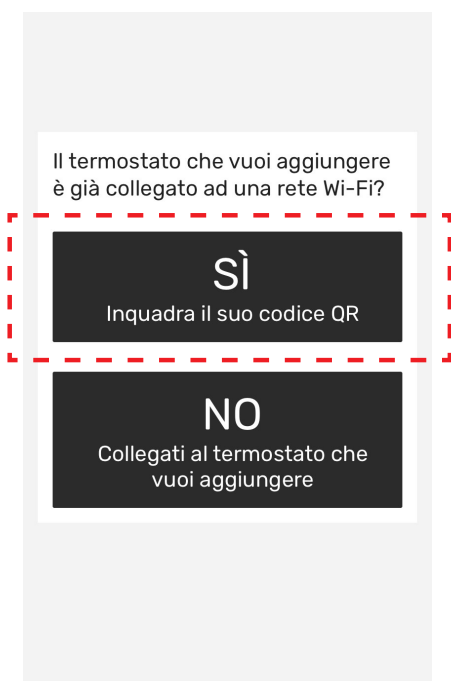 Il termostato che vuoi aggiungere
è già collegato ad una rete Wi-Fi?
SÌ
Inquadra il suo codice QR
NO
Collegati al termostato che
vuoi aggiungere